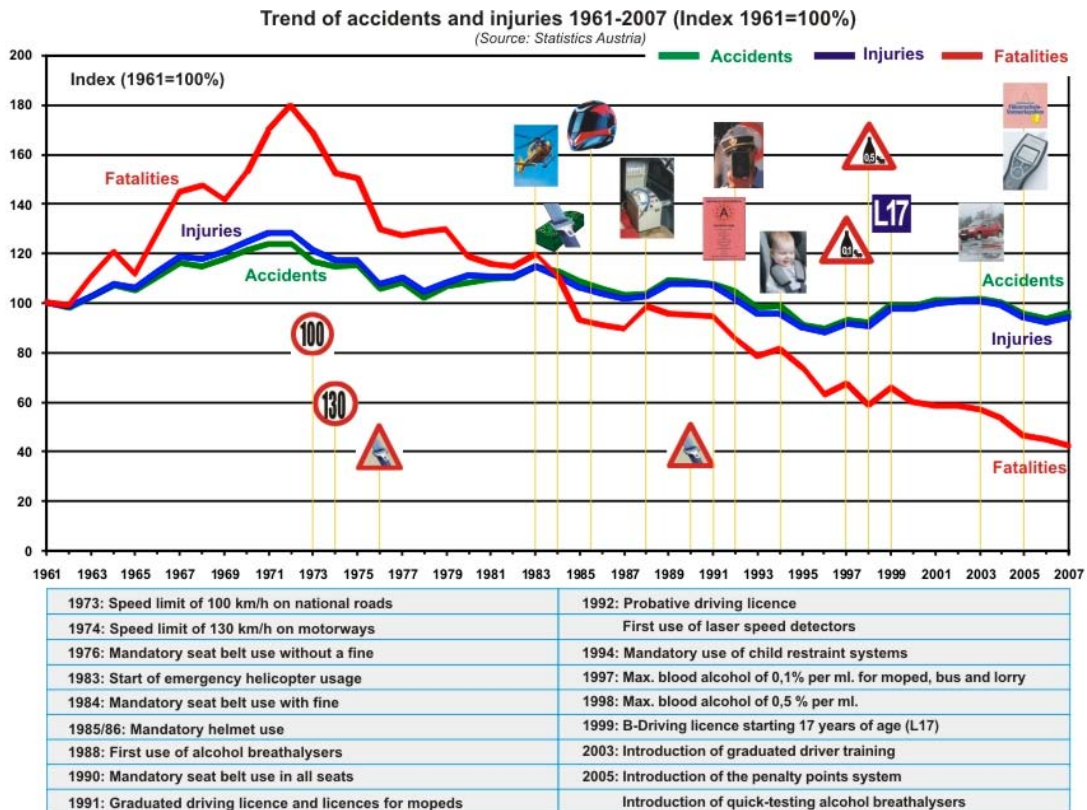 Trend of accidents and injuries 1961-2007 (Index 1961=100%)
(Source: Statistics Austria)
Accidents Injuries Fatalities
Index (1961=100%)
200
180
160
140
120
100
80
60
40
20
0
Fatalities
Injuries
Accidents
100
130
0.5
0.1
L17
A
Accidents
Injuries
Fatalities
1961 1963 1965 1967 1969 1971 1973 1975 1977 1979 1981 1983 1985 1987 1989 1991 1993 1995 1997 1999 2001 2003 2005 2007
1973: Speed limit of 100 km/h on national roads
1974: Speed limit of 130 km/h on motorways
1976: Mandatory seat belt use without a fine
1983: Start of emergency helicopter usage
1984: Mandatory seat belt use with fine
1985/86: Mandatory helmet use
1988: First use of alcohol breathalysers
1990: Mandatory seat belt use in all seats
1991: Graduated driving licence and licences for mopeds
1992: Probative driving licence
First use of laser speed detectors
1994: Mandatory use of child restraint systems
1997: Max. blood alcohol of 0,1% per ml. for moped, bus and lorry
1998: Max. blood alcohol of 0,5 % per ml.
1999: B-Driving licence starting 17 years of age (L17)
2003: Introduction of graduated driver training
2005: Introduction of the penalty points system
Introduction of quick-testing alcohol breathalysers